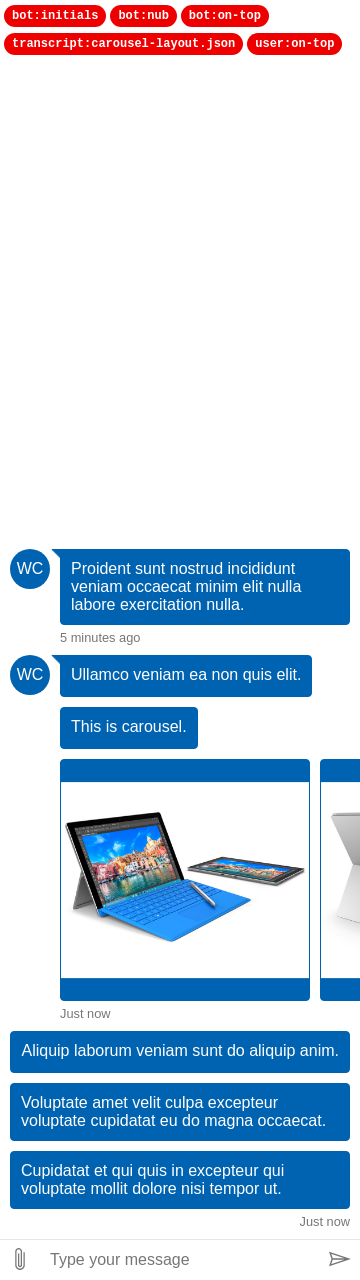 bot:initials bot:nub bot:on-top
transcript:carousel-layout.json user:on-top
WC
Proident sunt nostrud incididunt
veniam occaecat minim elit nulla
labore exercitation nulla.
5 minutes ago
WC
Ullamco veniam ea non quis elit.
This is carousel.
Just now
Aliquip laborum veniam sunt do aliquip anim.
Voluptate amet velit culpa excepteur
voluptate cupidatat eu do magna occaecat.
Cupidatat et qui quis in excepteur qui
voluptate mollit dolore nisi tempor ut.
Just now
Type your message